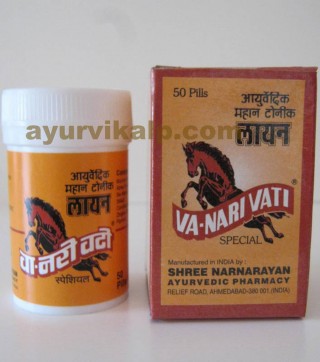 ayurvikalp.com
आयुर्वेदिक
महान टोनीक
लायन
वा-नरी वटी
स्पेशियल
50 Pills
आयुर्वेद्रिक
महान टोनीक
लायन
VA-NARI VATI
SPECIAL
Manufactured in INDIA by
SHREE NARNARAYAN
AYURVEDIC PHARMACY
RELIEF ROAD, AHMEDABAD-380 001.(INDIA)